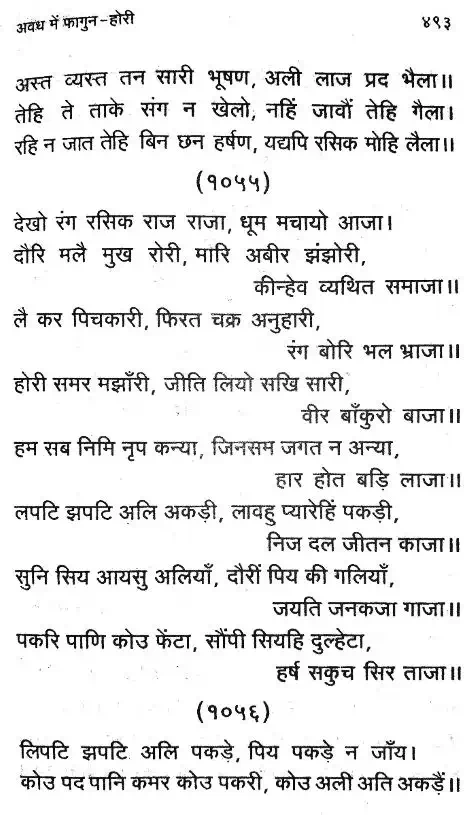 अवध में फागुन-होरी ४९३
अस्त व्यस्त तन सारी भूषण, अली लाज प्रद भैला॥
तेहि ते ताके संग न खेलो, नहिं जावौं तेहि गैला।
रहि न जात तेहि बिन छन हर्षण, यद्यपि रसिक मोहि लैला॥
(१०५५)
देखो रंग रसिक राज राजा, धूम मचायो आजा।
दौरि मलै मुख रोरी, मारि अबीर झंझोरी,
कीन्हेव व्यथित समाजा॥
लै कर पिचकारी, फिरत चक्र अनुहारी,
रंग बोरि भल भ्राजा॥
होरी समर मझाँरी, जीति लियो सखि सारी,
वीर बाँकुरो बाजा॥
हम सब निमि नृप कन्या, जिनसम जगत न अन्या,
हार होत बड़ि लाजा॥
लपटि झपटि अलि अकड़ी, लावहु प्यारेहिं पकड़ी,
निज दल जीतन काजा॥
सुनि सिय आयसु अलियाँ, दौरीं पिय की गलियाँ,
जयति जनकजा गाजा॥
पकरि पाणि कोउ फेंटा, सौंपी सियहि दुल्हेटा,
हर्ष सकुच सिर ताजा॥
(१०५६)
लिपटि झपटि अलि पकड़े, पिय पकड़े न जाँय।
कोउ पद पानि कमर कोउ पकरी, कोउ अली अति अकड़ैं॥